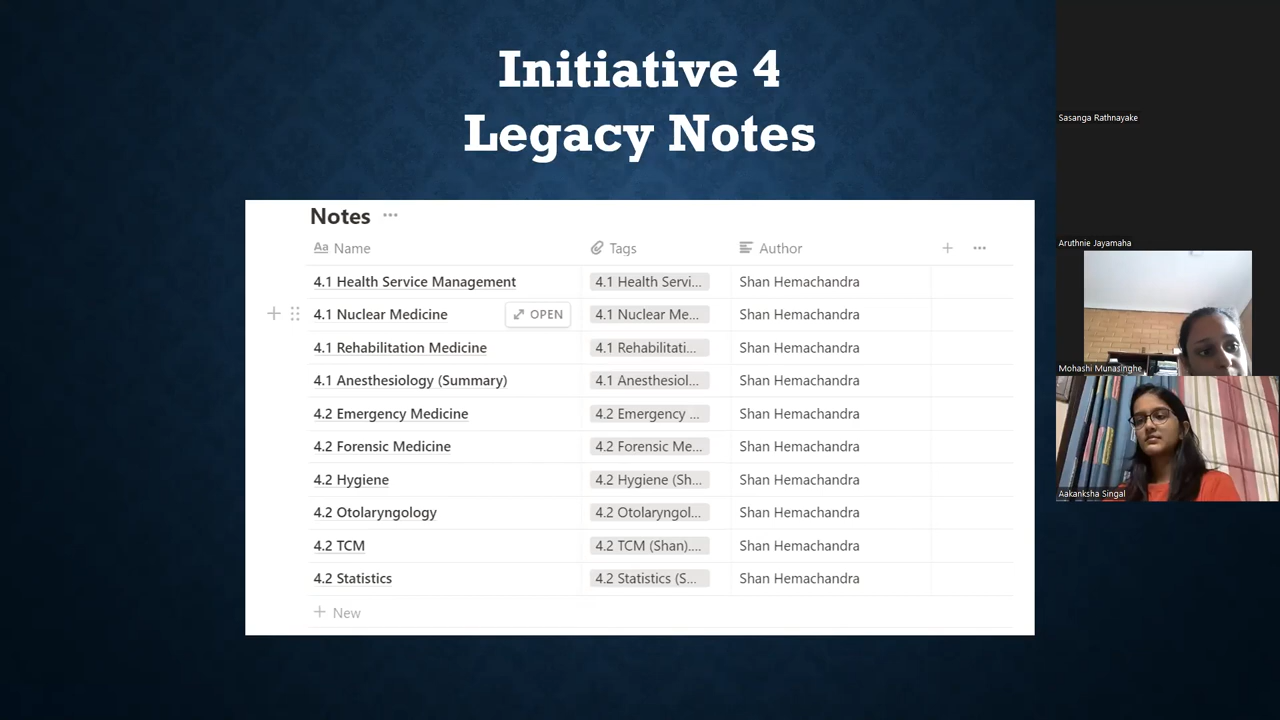 Initiative 4
Legacy Notes
Notes ...
Aa Name Tags Author + ...
4.1 Health Service Management 4.1 Health Servi... Shan Hemachandra
4.1 Nuclear Medicine OPEN 4.1 Nuclear Me... Shan Hemachandra
4.1 Rehabilitation Medicine 4.1 Rehabilitati... Shan Hemachandra
4.1 Anesthesiology (Summary) 4.1 Anesthesiol... Shan Hemachandra
4.2 Emergency Medicine 4.2 Emergency ... Shan Hemachandra
4.2 Forensic Medicine 4.2 Forensic Me... Shan Hemachandra
4.2 Hygiene 4.2 Hygiene (Sh... Shan Hemachandra
4.2 Otolaryngology 4.2 Otolaryngol... Shan Hemachandra
4.2 TCM 4.2 TCM (Shan).... Shan Hemachandra
4.2 Statistics 4.2 Statistics (S... Shan Hemachandra
+ New
Sasanga Rathnayake
Aruthnie Jayamaha
Mohashi Munasinghe
Aakanksha Singal